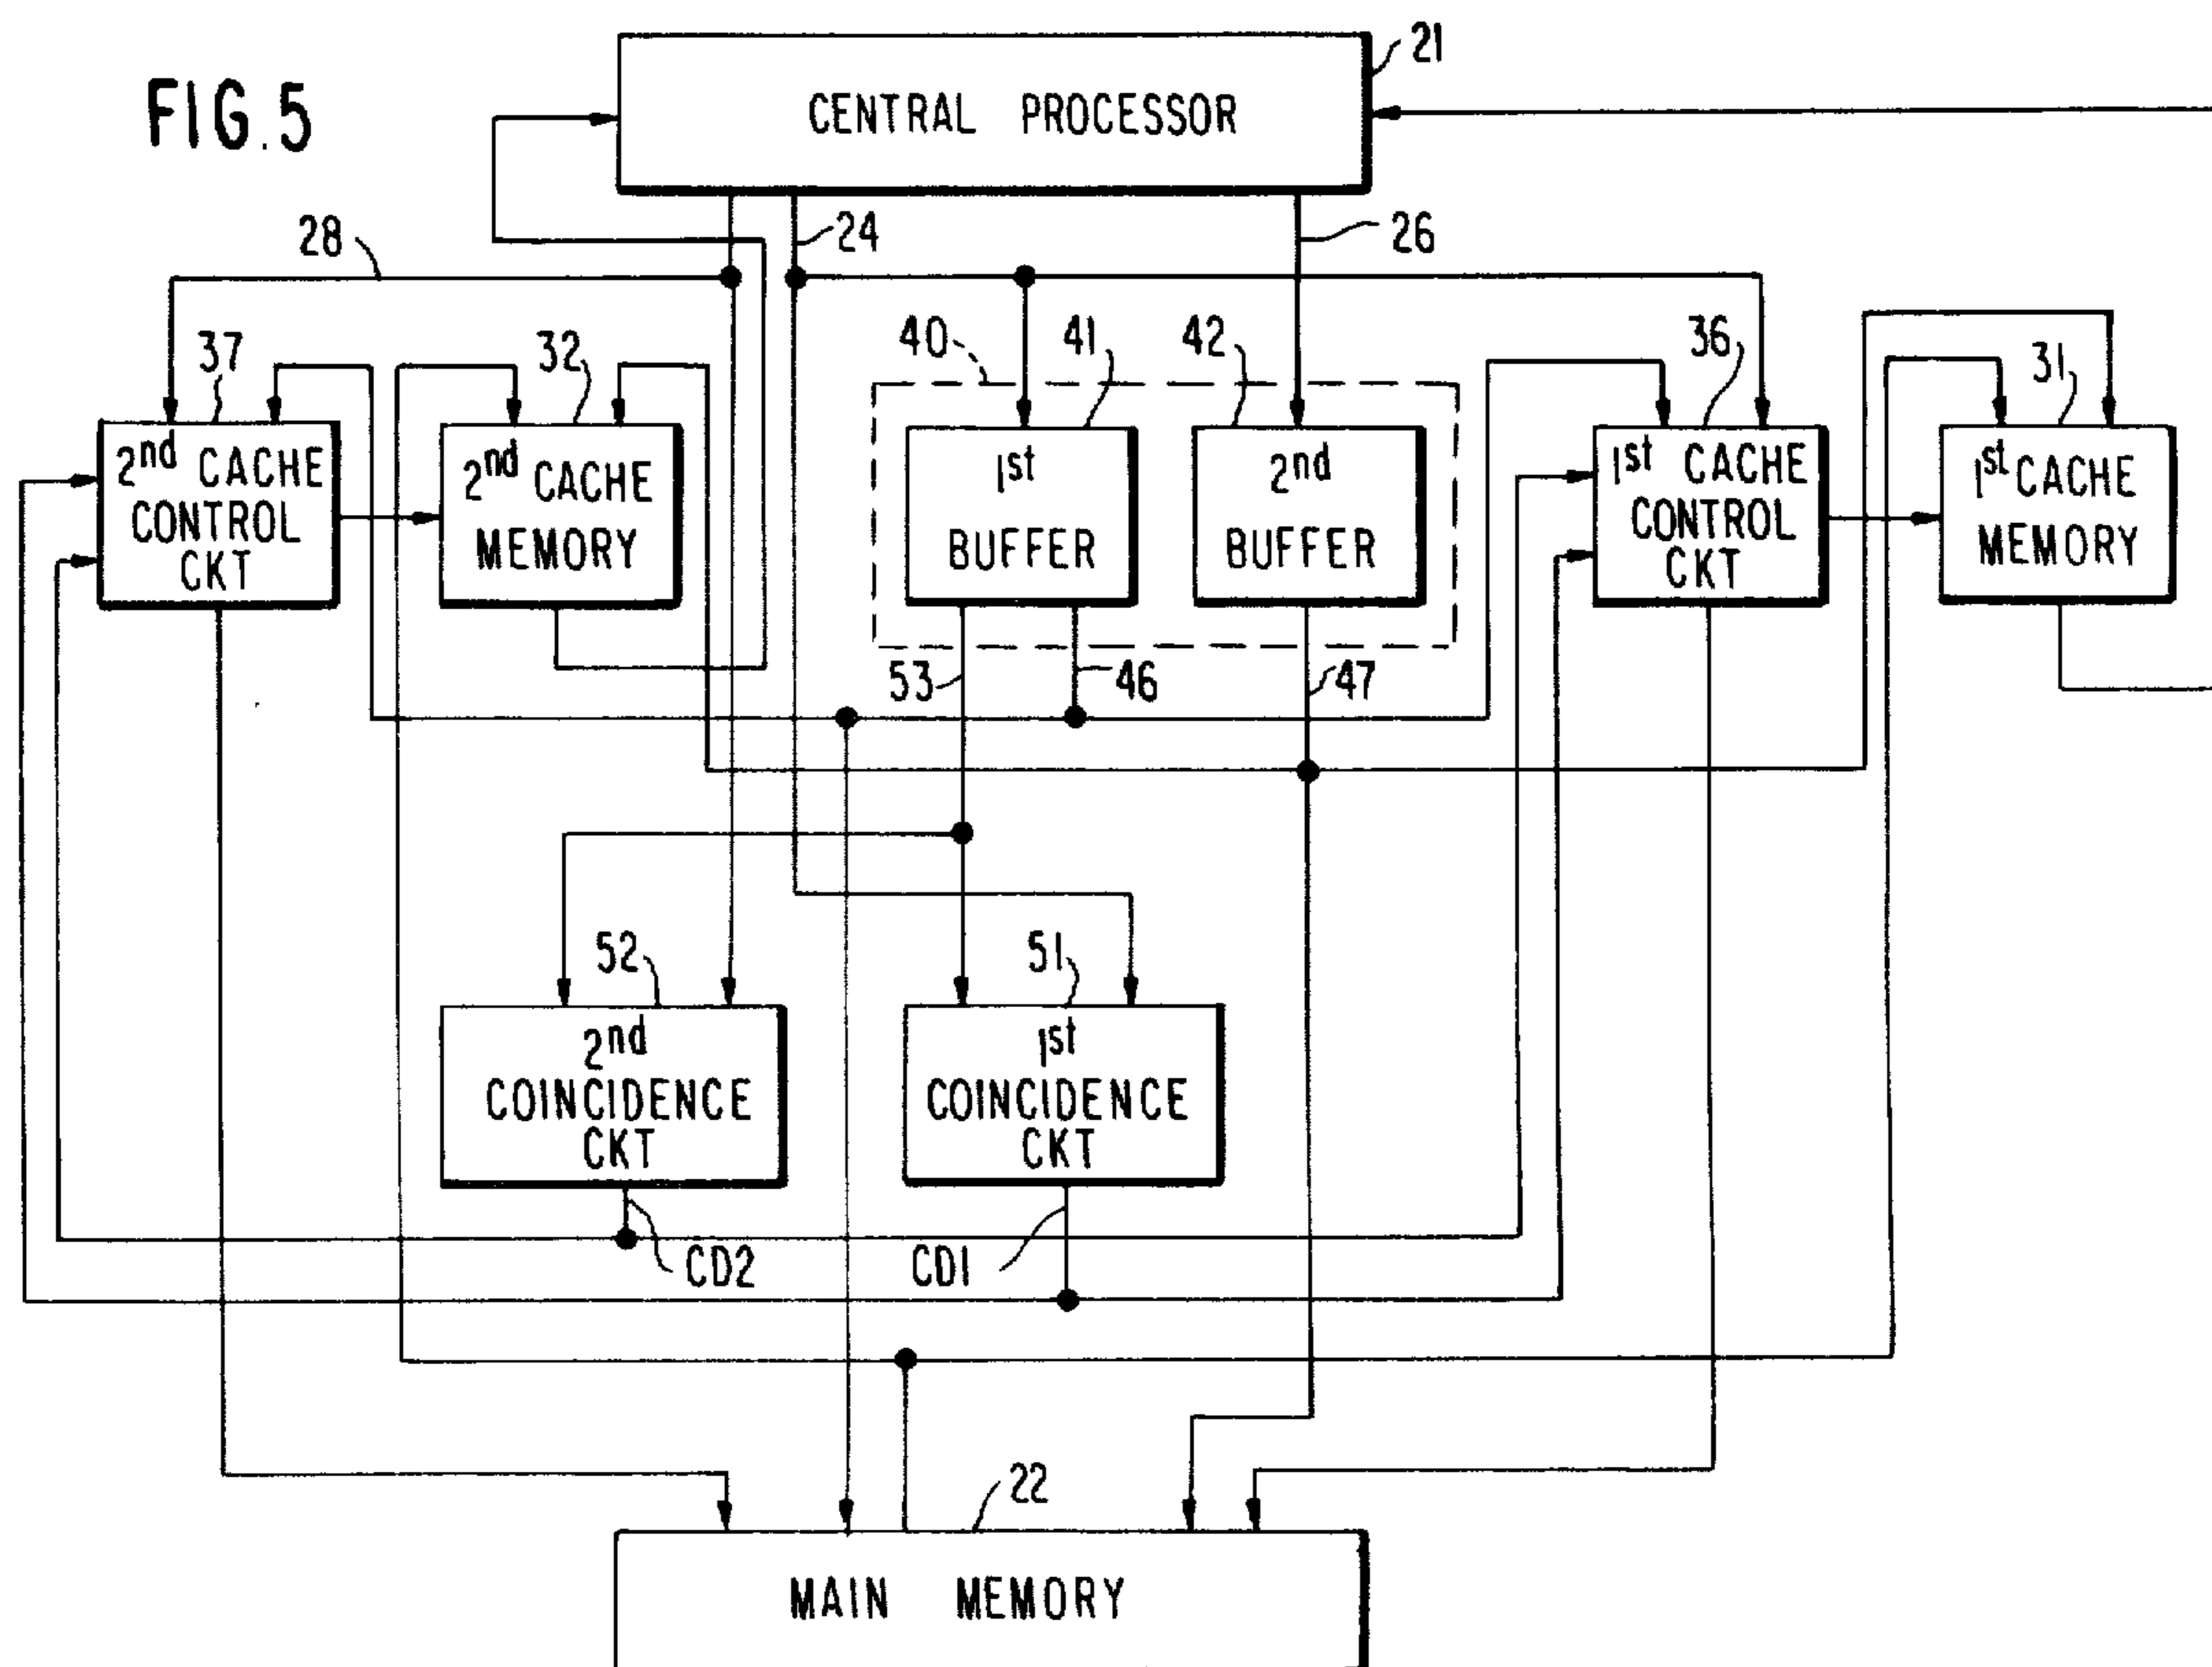 FIG. 5
21
CENTRAL PROCESSOR
28
24
26
37
32
40
41
42
36
31
2nd CACHE
CONTROL
CKT
2nd CACHE
MEMORY
1st
BUFFER
2nd
BUFFER
1st CACHE
CONTROL
CKT
1st CACHE
MEMORY
53
46
47
52
51
2nd
COINCIDENCE
CKT
1st
COINCIDENCE
CKT
CD2
CD1
22
MAIN MEMORY